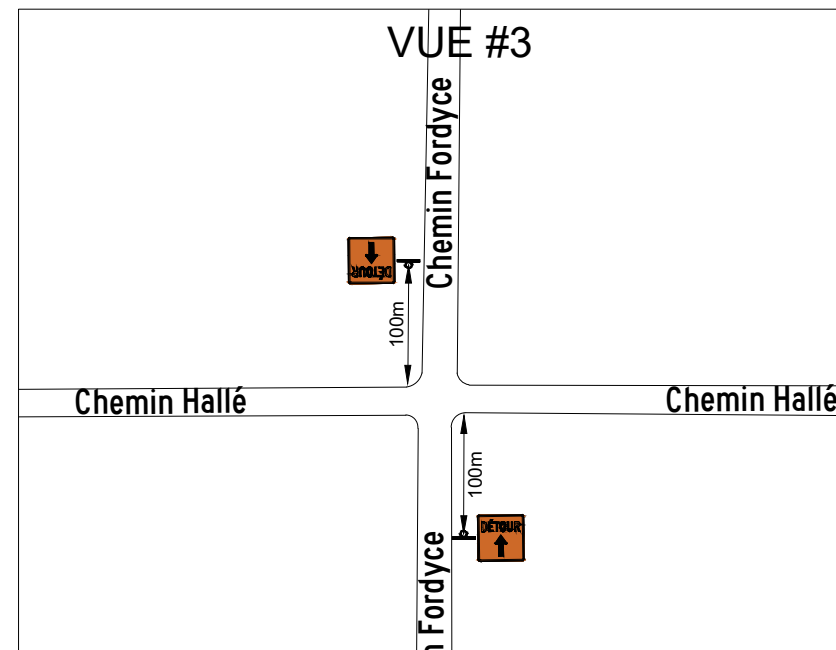 VUE #3
Chemin Fordyce
DÉTOUR
100m
Chemin Hallé
Chemin Hallé
100m
DÉTOUR
Fordyce